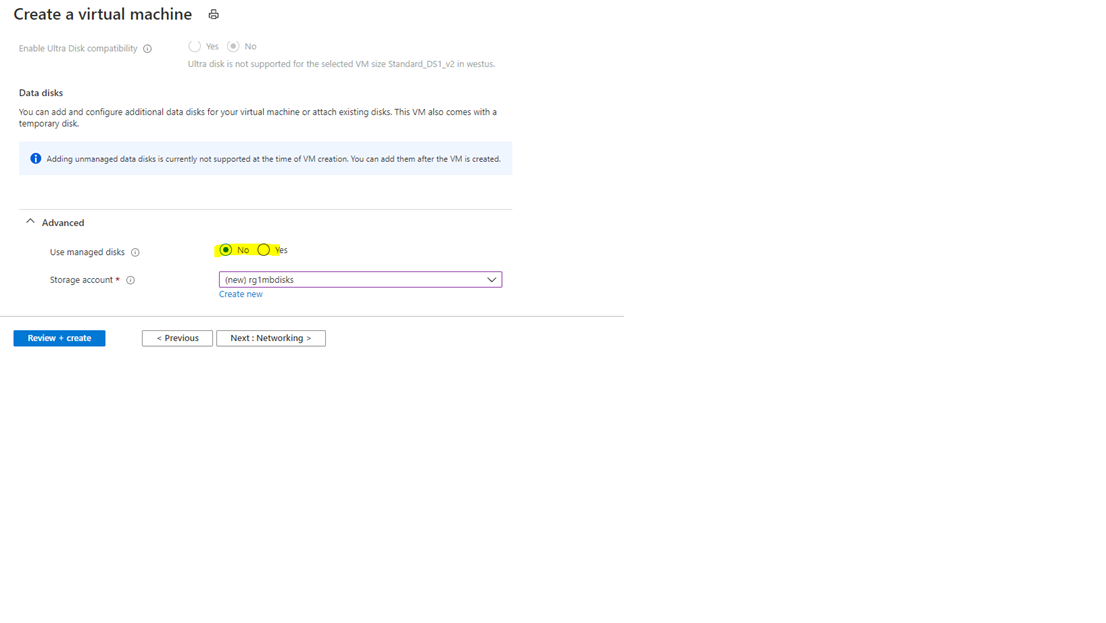 Create a virtual machine
Enable Ultra Disk compatibility
Yes No
Ultra disk is not supported for the selected VM size Standard_DS1_v2 in westus.
Data disks
You can add and configure additional data disks for your virtual machine or attach existing disks. This VM also comes with a
temporary disk.
Adding unmanaged data disks is currently not supported at the time of VM creation. You can add them after the VM is created.
Advanced
Use managed disks No Yes
Storage account * (new) rg1mbdisks
Create new
Review + create < Previous Next : Networking >